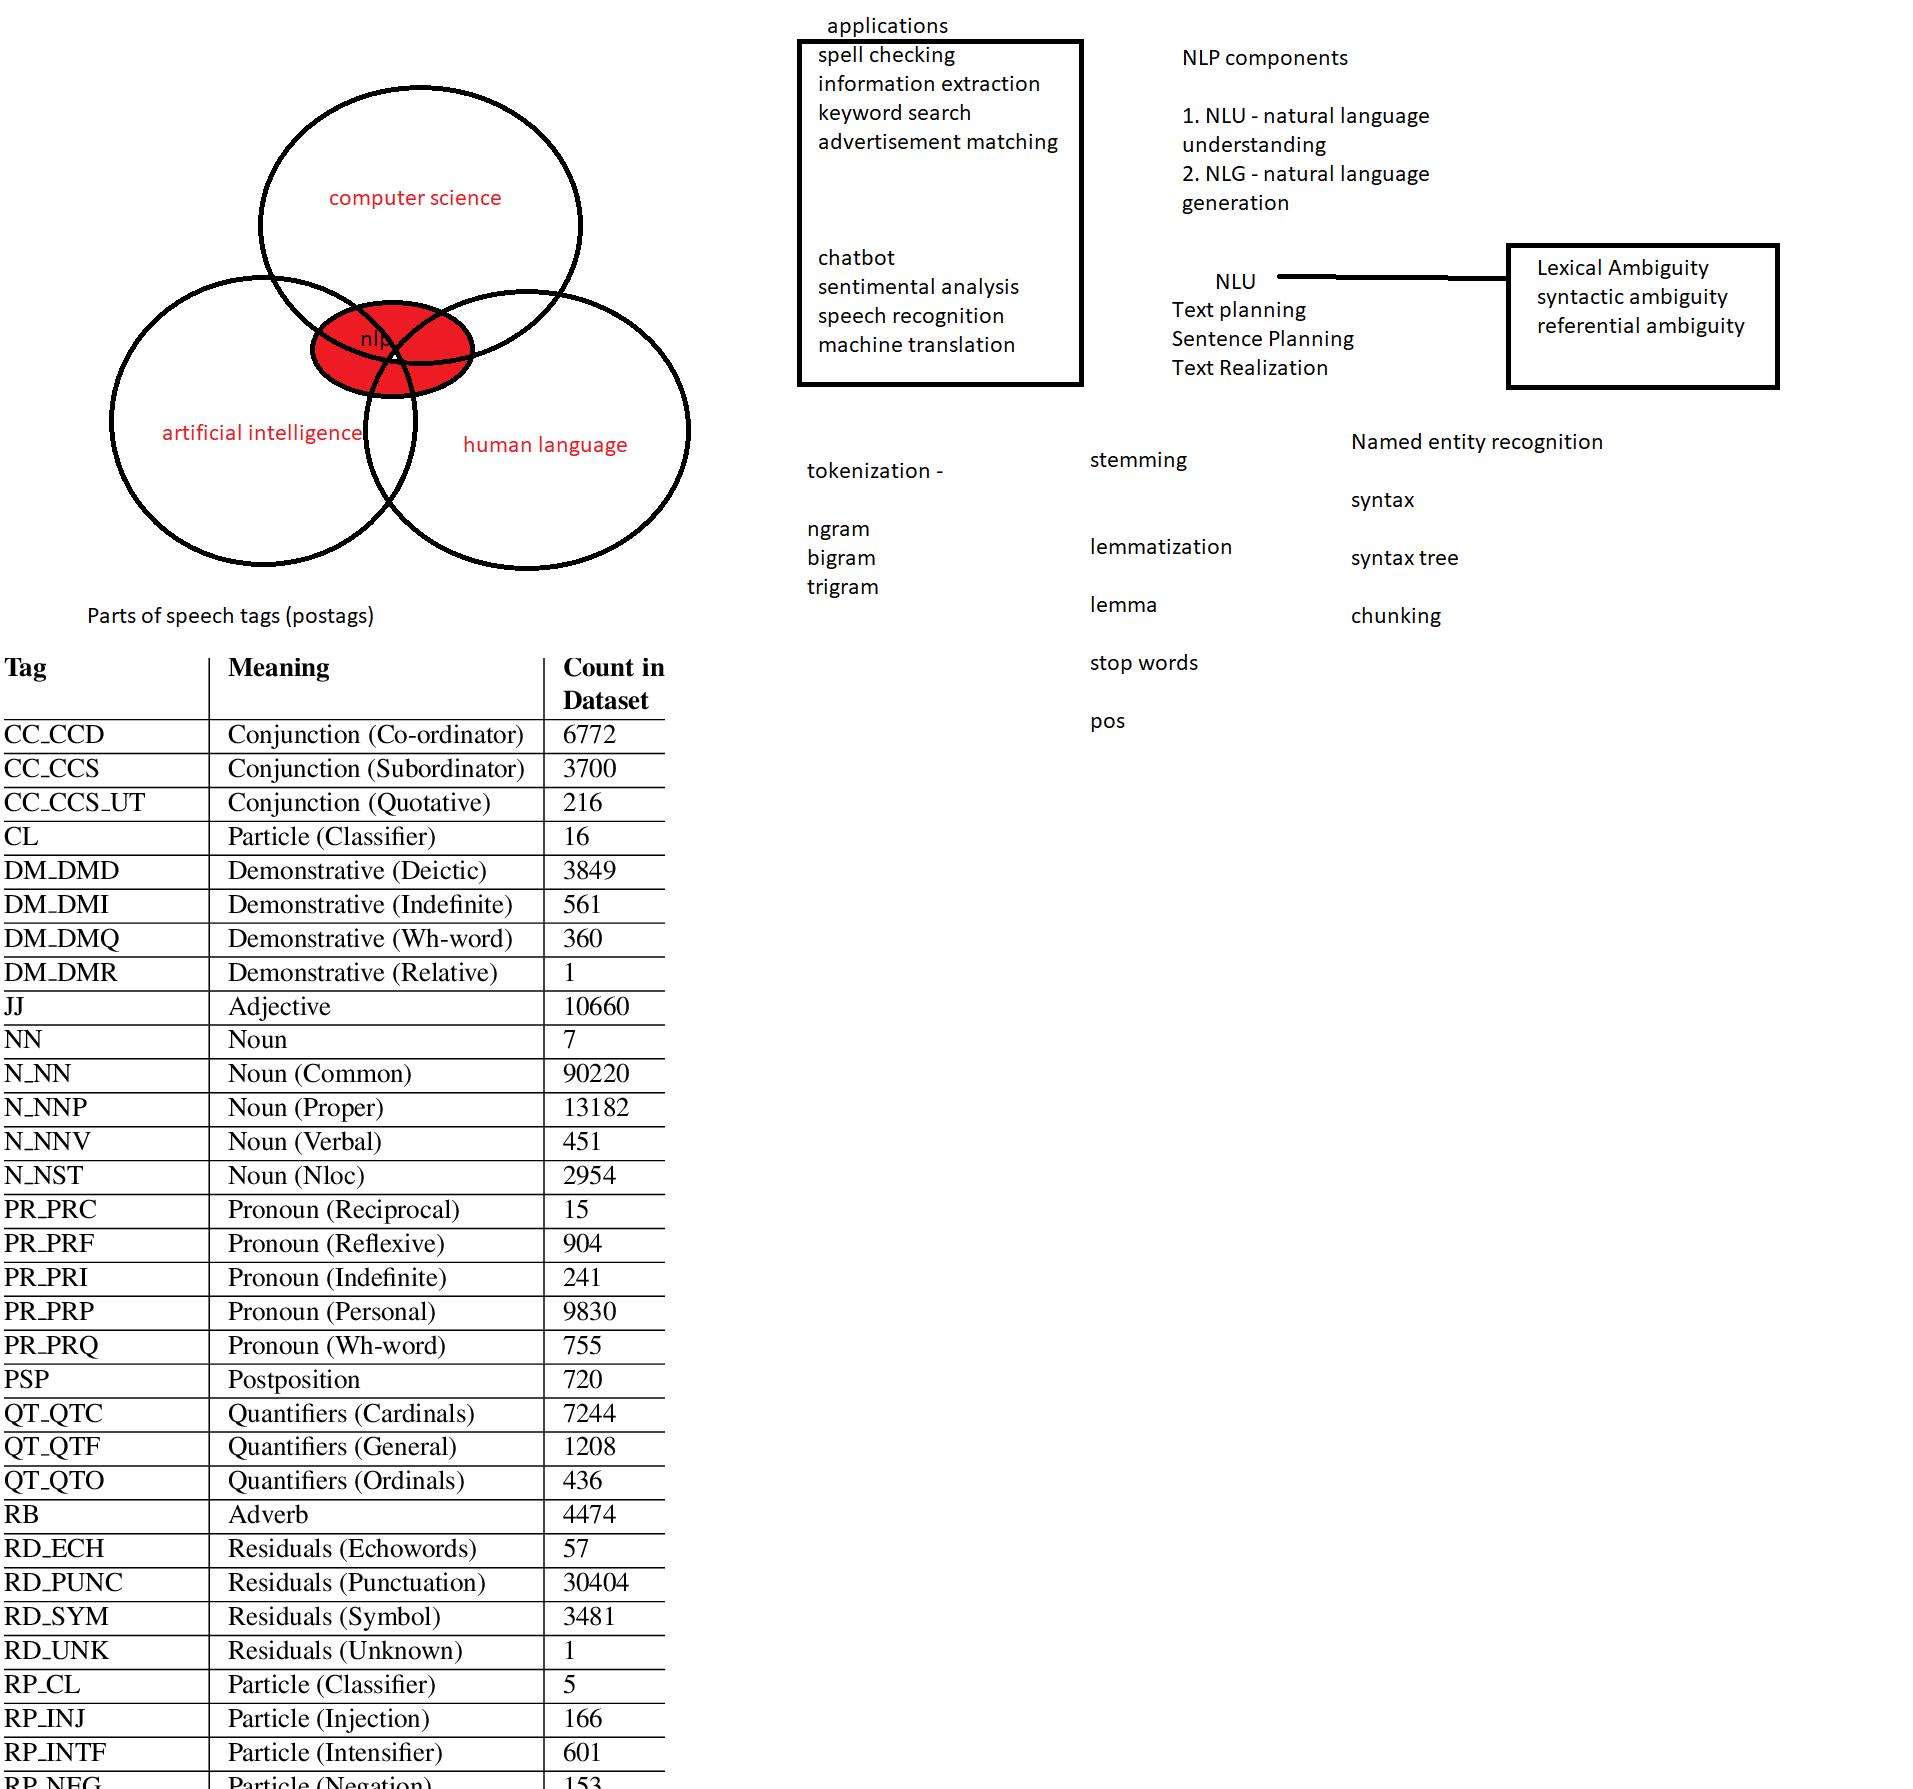 computer science
nlp
artificial intelligence
human language
applications
spell checking
information extraction
keyword search
advertisement matching
chatbot
sentimental analysis
speech recognition
machine translation
NLP components
1. NLU - natural language
understanding
2. NLG - natural language
generation
NLU
Text planning
Sentence Planning
Text Realization
Lexical Ambiguity
syntactic ambiguity
referential ambiguity
tokenization -
ngram
bigram
trigram
stemming
lemmatization
lemma
stop words
pos
Named entity recognition
syntax
syntax tree
chunking
Parts of speech tags (postags)
Tag Meaning Count in
Dataset
CC_CCD Conjunction (Co-ordinator) 6772
CC_CCS Conjunction (Subordinator) 3700
CC_CCS_UT Conjunction (Quotative) 216
CL Particle (Classifier) 16
DM_DMD Demonstrative (Deictic) 3849
DM_DMI Demonstrative (Indefinite) 561
DM_DMQ Demonstrative (Wh-word) 360
DM_DMR Demonstrative (Relative) 1
JJ Adjective 10660
NN Noun 7
N_NN Noun (Common) 90220
N_NNP Noun (Proper) 13182
N_NNV Noun (Verbal) 451
N_NST Noun (Nloc) 2954
PR_PRC Pronoun (Reciprocal) 15
PR_PRF Pronoun (Reflexive) 904
PR_PRI Pronoun (Indefinite) 241
PR_PRP Pronoun (Personal) 9830
PR_PRQ Pronoun (Wh-word) 755
PSP Postposition 720
QT_QTC Quantifiers (Cardinals) 7244
QT_QTF Quantifiers (General) 1208
QT_QTO Quantifiers (Ordinals) 436
RB Adverb 4474
RD_ECH Residuals (Echowords) 57
RD_PUNC Residuals (Punctuation) 30404
RD_SYM Residuals (Symbol) 3481
RD_UNK Residuals (Unknown) 1
RP_CL Particle (Classifier) 5
RP_INJ Particle (Injection) 166
RP_INTF Particle (Intensifier) 601
RP_NEG Particle (Negation) 153